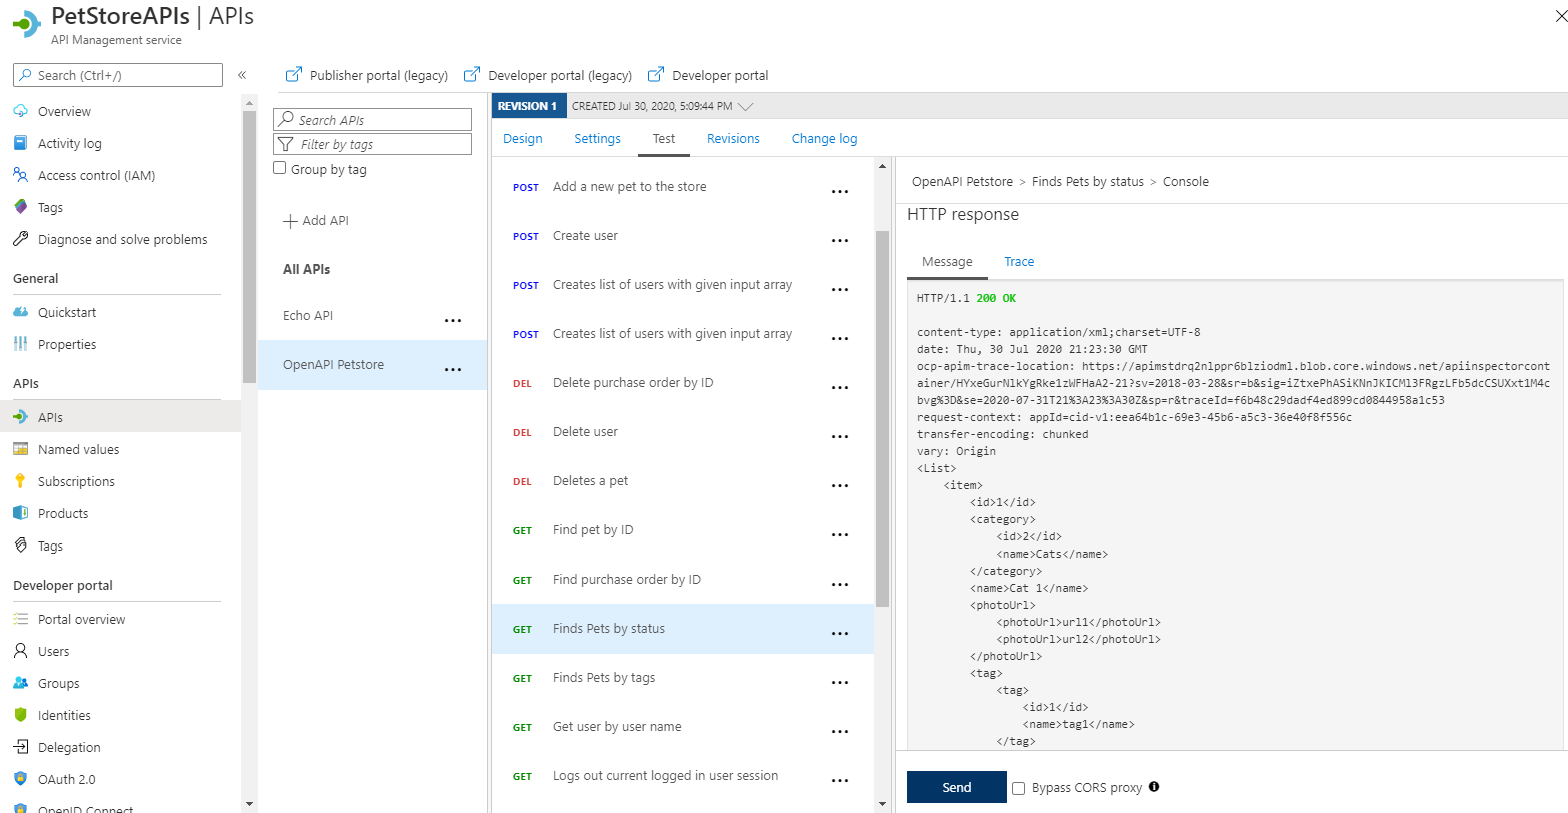 PetStoreAPIs | APIs
API Management service
Search (Ctrl+/)
«
Overview
Activity log
Access control (IAM)
Tags
Diagnose and solve problems
General
Quickstart
Properties
APIs
APIs
Named values
Subscriptions
Products
Tags
Developer portal
Portal overview
Users
Groups
Identities
Delegation
OAuth 2.0
OpenID Connect
Publisher portal (legacy)
Developer portal (legacy)
Developer portal
Search APIs
Filter by tags
Group by tag
Add API
All APIs
Echo API ...
OpenAPI Petstore ...
REVISION 1 CREATED Jul 30, 2020, 5:09:44 PM
Design Settings Test Revisions Change log
POST Add a new pet to the store ...
POST Create user ...
POST Creates list of users with given input array ...
POST Creates list of users with given input array ...
DEL Delete purchase order by ID ...
DEL Delete user ...
DEL Deletes a pet ...
GET Find pet by ID ...
GET Find purchase order by ID ...
GET Finds Pets by status ...
GET Finds Pets by tags ...
GET Get user by user name ...
GET Logs out current logged in user session ...
OpenAPI Petstore > Finds Pets by status > Console
HTTP response
Message Trace
HTTP/1.1 200 OK
content-type: application/xml;charset=UTF-8
date: Thu, 30 Jul 2020 21:23:30 GMT
ocp-apim-trace-location: https://apimstdrq2nlppr6blziodml.blob.core.windows.net/apiinspectorcont
ainer/HYxeGurNlkYgRke1zWFHaA2-21?sv=2018-03-28&sr=b&sig=iZtxePhASiKNnJKICMl3FRgzLFb5dcCSUXxt1M4c
bvg%3D&se=2020-07-31T21%3A23%3A30Z&sp=r&traceId=f6b48c29dadf4ed899cd0844958a1c53
request-context: appId=cid-v1:eea64b1c-69e3-45b6-a5c3-36e40f8f556c
transfer-encoding: chunked
vary: Origin
<List>
<item>
<id>1</id>
<category>
<id>2</id>
<name>Cats</name>
</category>
<name>Cat 1</name>
<photoUrl>
<photoUrl>url1</photoUrl>
<photoUrl>url2</photoUrl>
</photoUrl>
<tag>
<tag>
<id>1</id>
<name>tag1</name>
</tag>
Send
Bypass CORS proxy